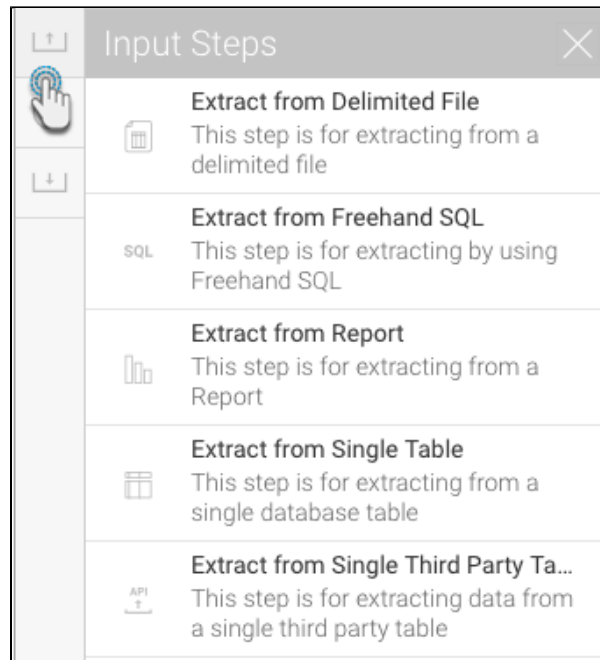 Input Steps
Extract from Delimited File
This step is for extracting from a
delimited file
SQL
Extract from Freehand SQL
This step is for extracting by using
Freehand SQL
Extract from Report
This step is for extracting from a
Report
Extract from Single Table
This step is for extracting from a
single database table
API
Extract from Single Third Party Ta...
This step is for extracting data from
a single third party table